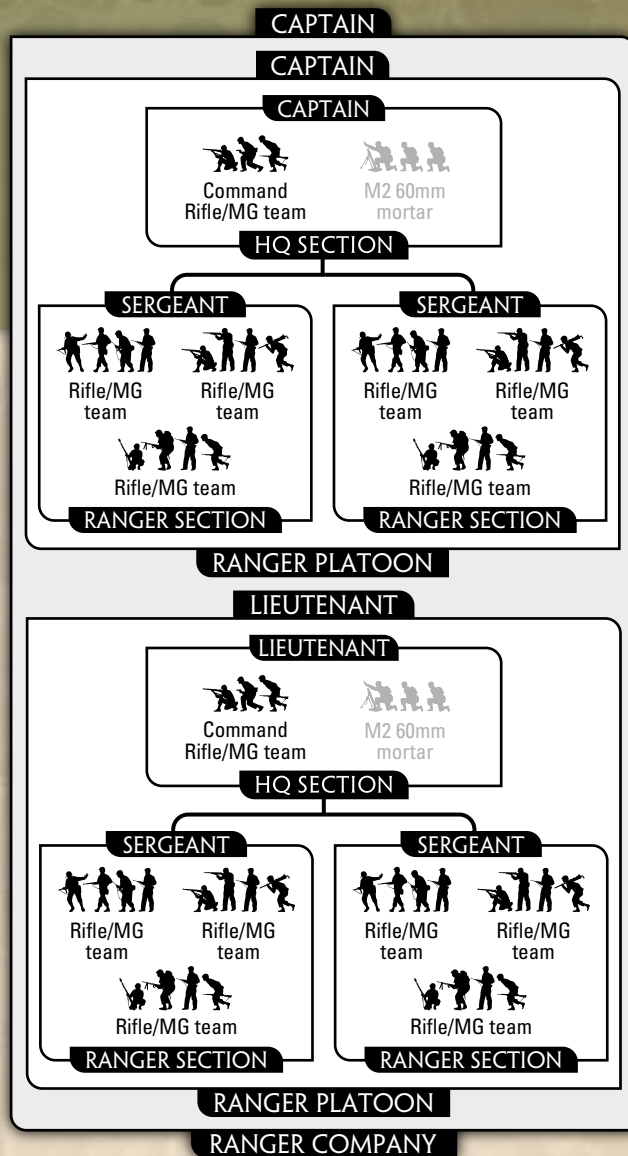 CAPTAIN
CAPTAIN
CAPTAIN
Command
Rifle/MG team
M2 60mm
mortar
HQ SECTION
SERGEANT
Rifle/MG
team
Rifle/MG
team
Rifle/MG team
RANGER SECTION
SERGEANT
Rifle/MG
team
Rifle/MG
team
Rifle/MG team
RANGER SECTION
RANGER PLATOON
LIEUTENANT
LIEUTENANT
Command
Rifle/MG team
M2 60mm
mortar
HQ SECTION
SERGEANT
Rifle/MG
team
Rifle/MG
team
Rifle/MG team
RANGER SECTION
SERGEANT
Rifle/MG
team
Rifle/MG
team
Rifle/MG team
RANGER SECTION
RANGER PLATOON
RANGER COMPANY